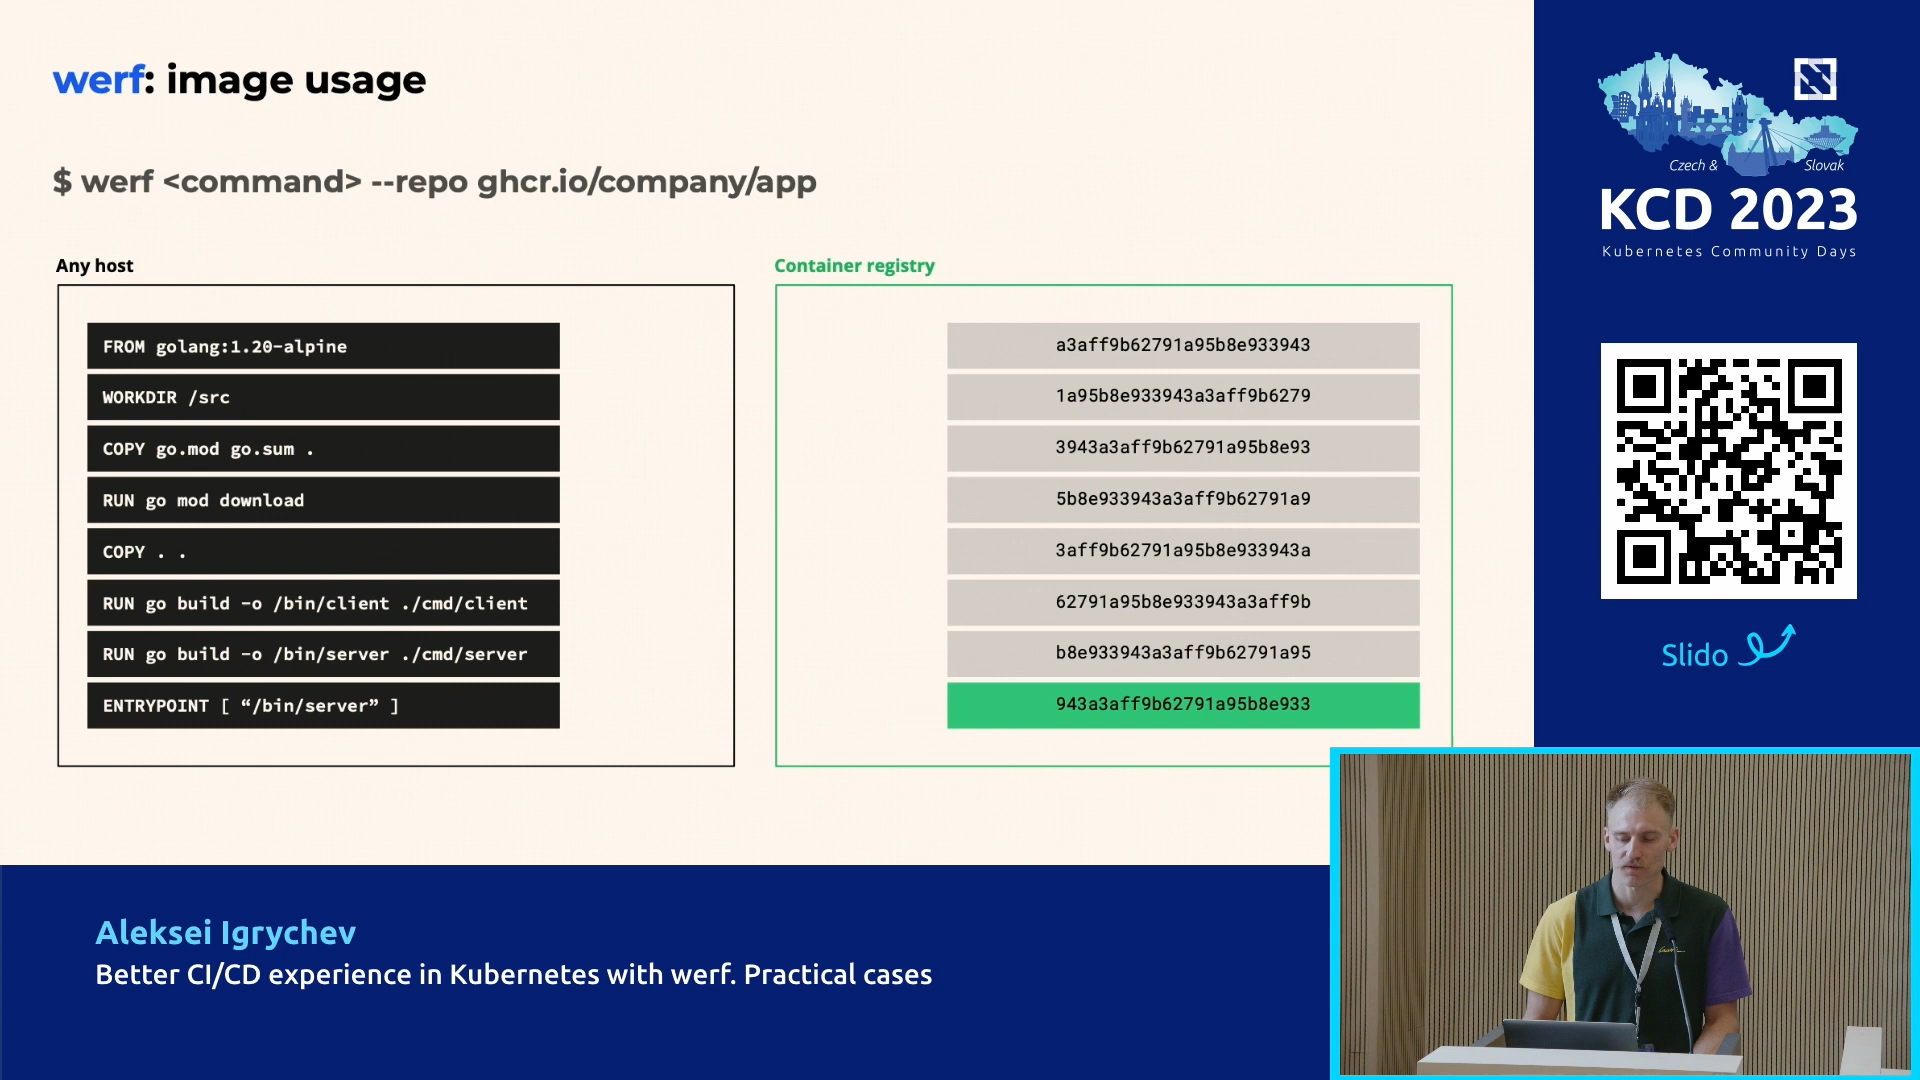 werf: image usage
$ werf <command> --repo ghcr.io/company/app
Any host
FROM golang:1.20-alpine
WORKDIR /src
COPY go.mod go.sum .
RUN go mod download
COPY . .
RUN go build -o /bin/client ./cmd/client
RUN go build -o /bin/server ./cmd/server
ENTRYPOINT [ “/bin/server” ]
Container registry
a3aff9b62791a95b8e933943
1a95b8e933943a3aff9b6279
3943a3aff9b62791a95b8e93
5b8e933943a3aff9b62791a9
3aff9b62791a95b8e933943a
62791a95b8e933943a3aff9b
b8e933943a3aff9b62791a95
943a3aff9b62791a95b8e933
Czech & Slovak
KCD 2023
Kubernetes Community Days
Slido
Aleksei Igrychev
Better CI/CD experience in Kubernetes with werf. Practical cases